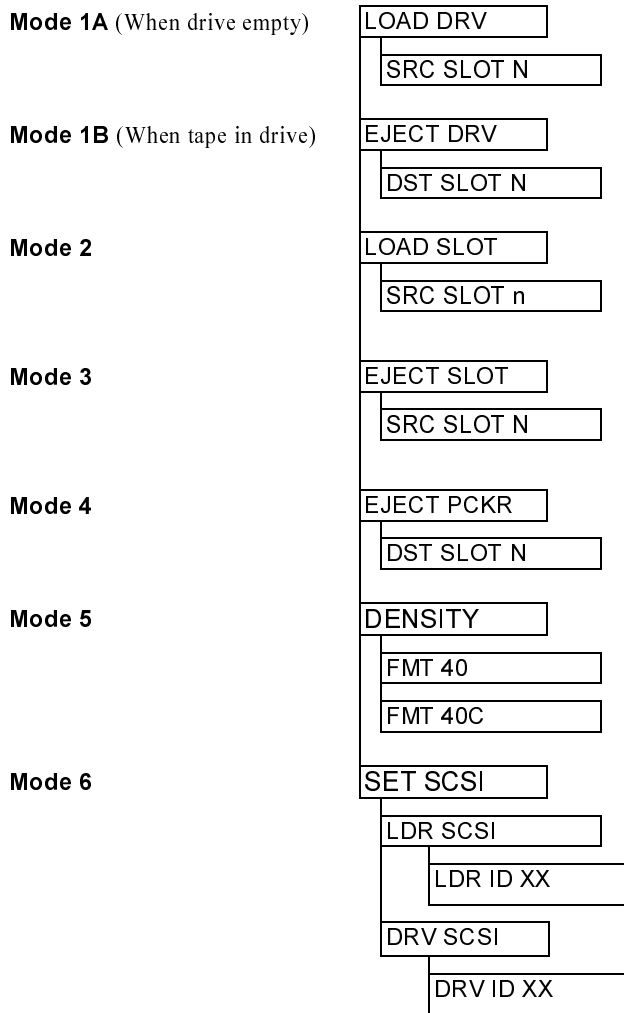 Mode 1A (When drive empty) LOAD DRV
SRC SLOT N
Mode 1B (When tape in drive) EJECT DRV
DST SLOT N
Mode 2 LOAD SLOT
SRC SLOT n
Mode 3 EJECT SLOT
SRC SLOT N
Mode 4 EJECT PCKR
DST SLOT N
Mode 5 DENSITY
FMT 40
FMT 40C
Mode 6 SET SCSI
LDR SCSI
LDR ID XX
DRV SCSI
DRV ID XX